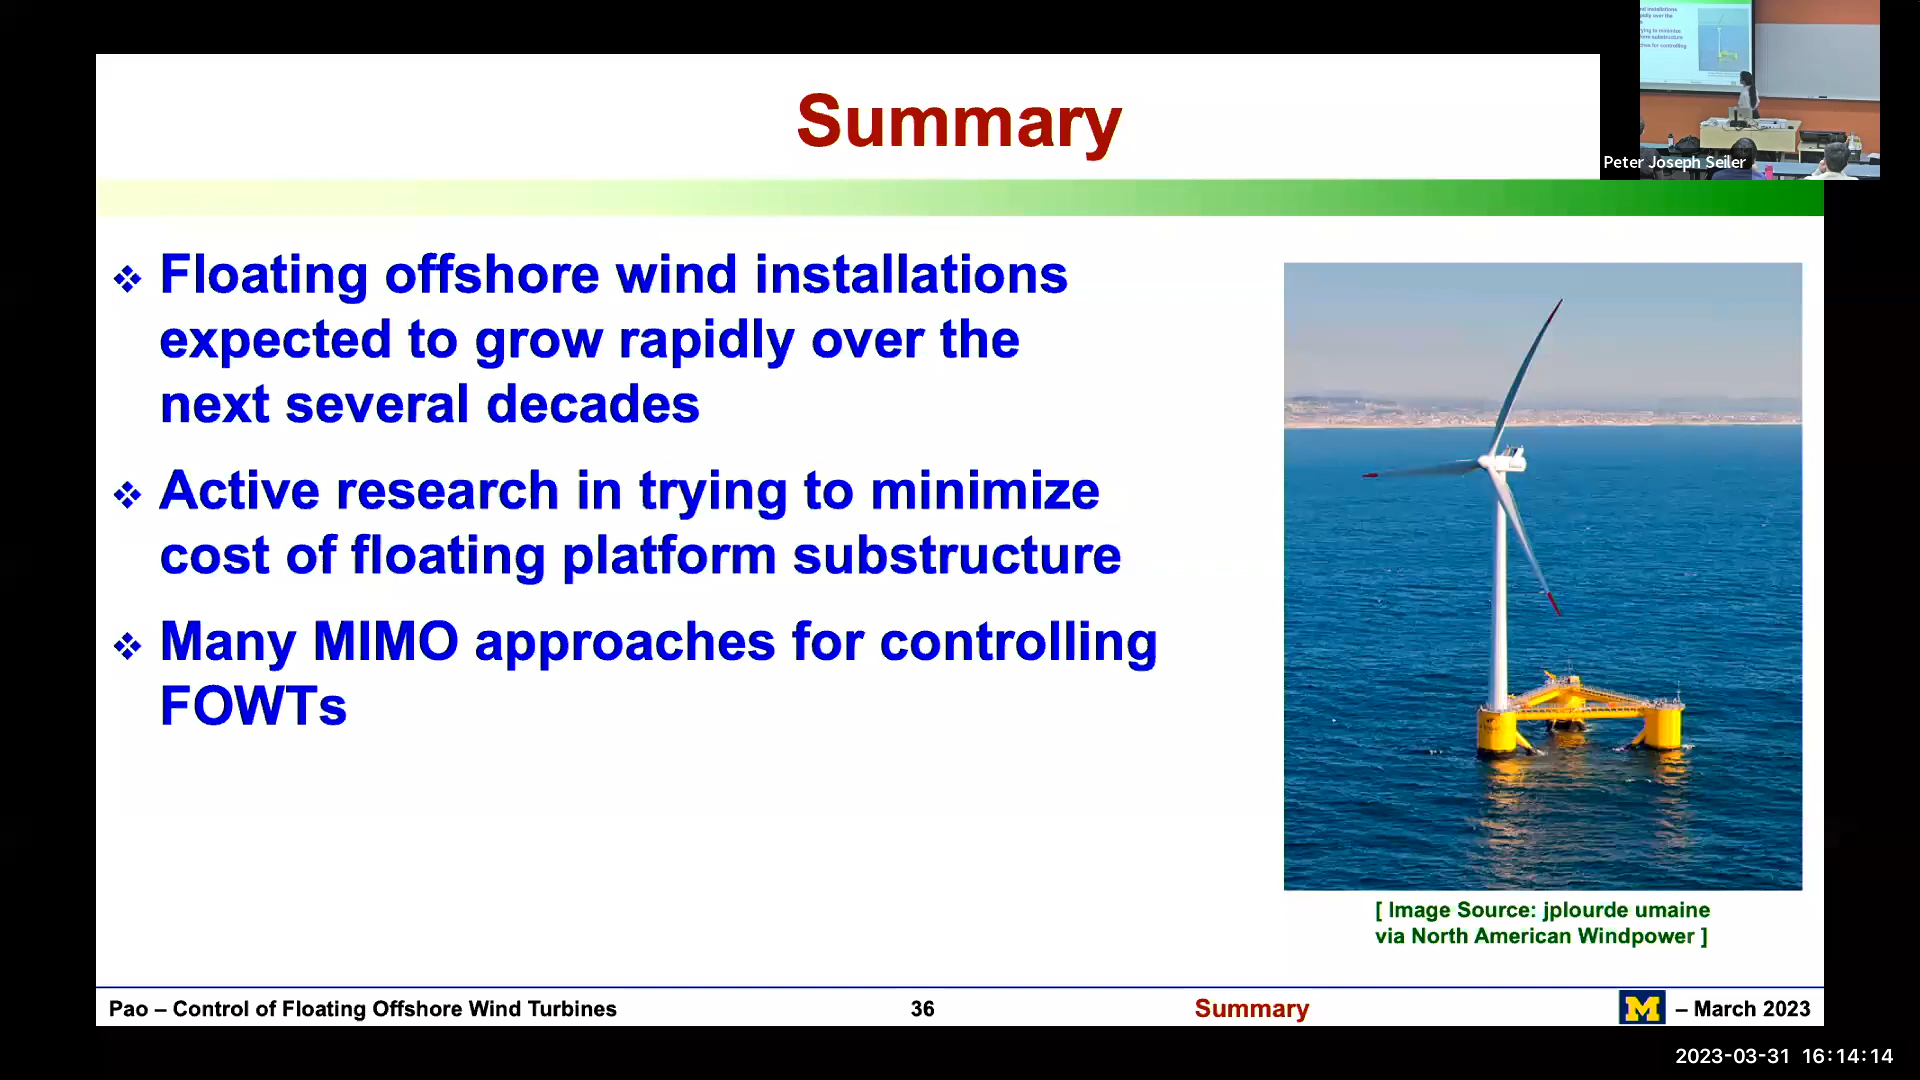 Summary
Peter Joseph Seiler
❖ Floating offshore wind installations
expected to grow rapidly over the
next several decades
❖ Active research in trying to minimize
cost of floating platform substructure
❖ Many MIMO approaches for controlling
FOWTs
[ Image Source: jplourde umaine
via North American Windpower ]
Pao – Control of Floating Offshore Wind Turbines
36
Summary
M – March 2023
2023-03-31 16:14:14